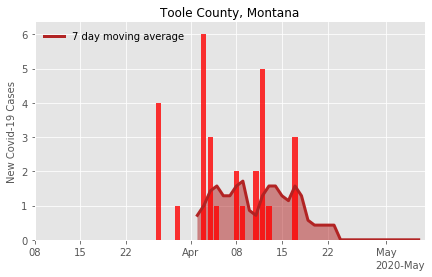 Toole County, Montana
7 day moving average
New Covid-19 Cases
6
5
4
3
2
1
0
08 15 22 Apr 08 15 22 May
2020-May